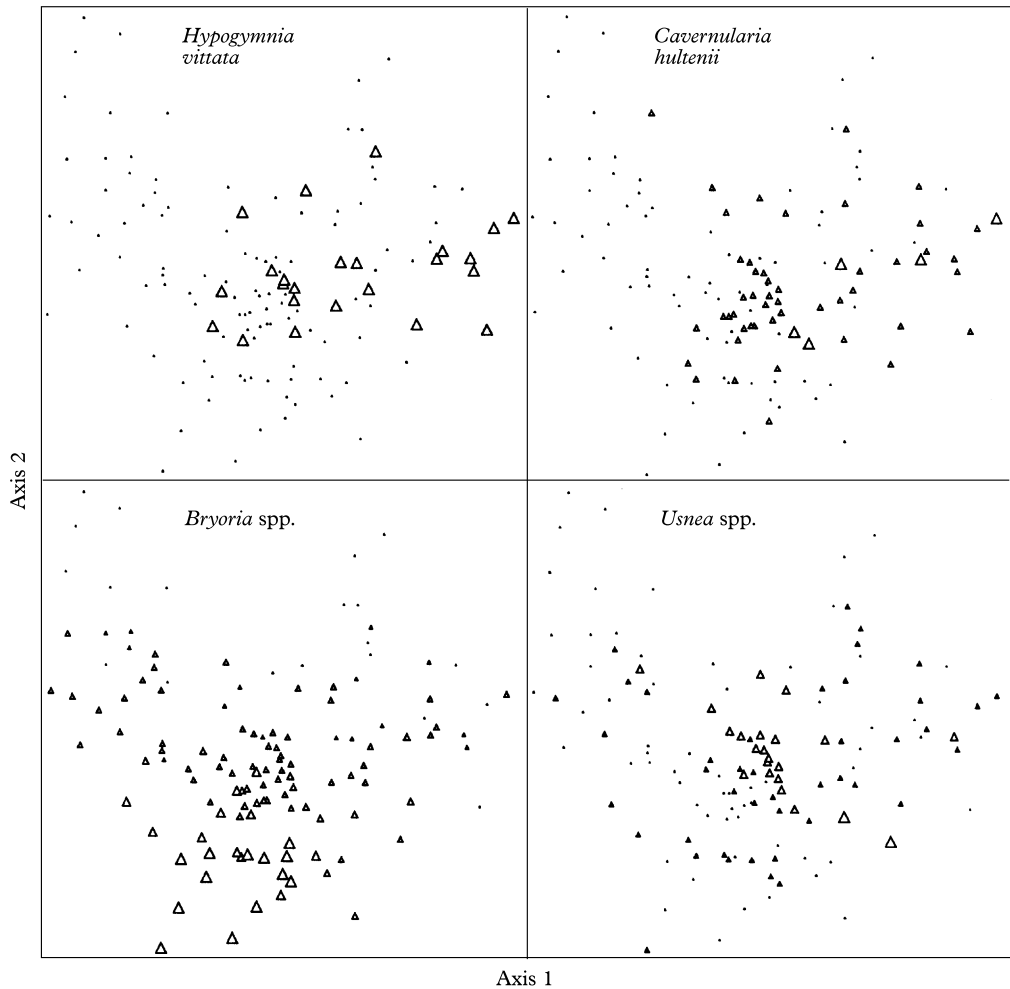 Hypogymnia
vittata
Cavernularia
hultenii
Axis 2
Bryoria spp.
Usnea spp.
Axis 1